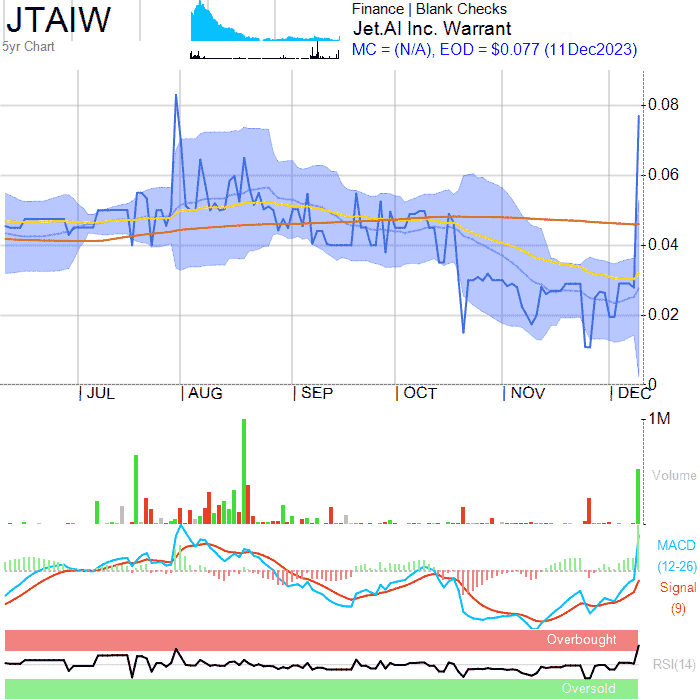 JTAIW
5yr Chart
Finance | Blank Checks
Jet.AI Inc. Warrant
MC = (N/A), EOD = $0.077 (11Dec2023)
0.08
0.06
0.04
0.02
0
| JUL | AUG | SEP | OCT | NOV | DEC
1M
Volume
MACD
(12-26)
Signal
(9)
Overbought
RSI(14)
Oversold